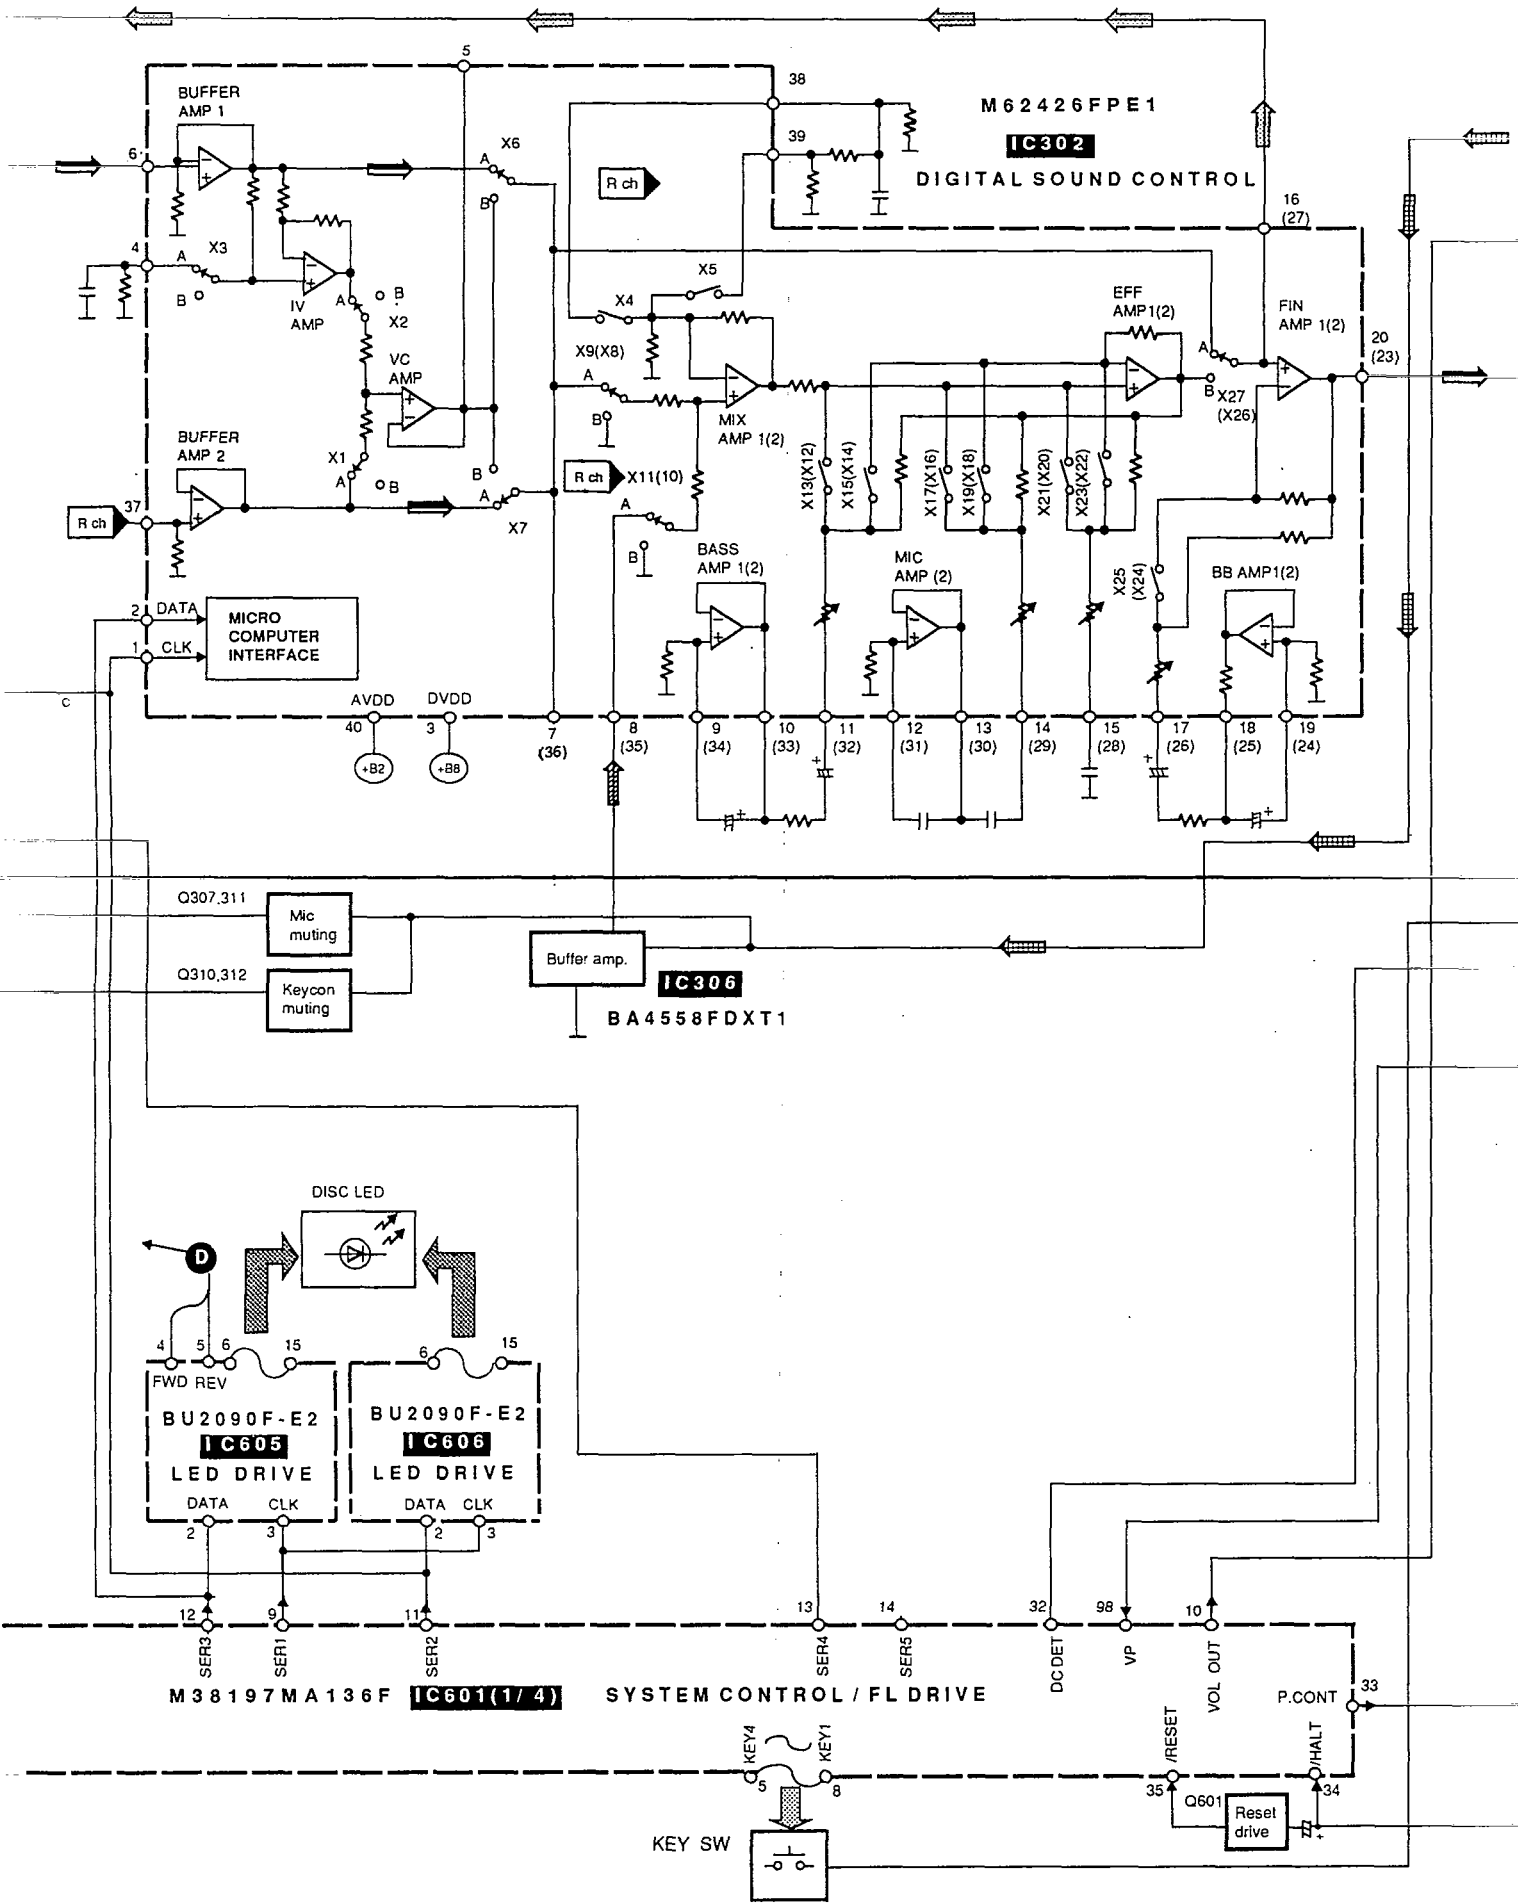 5
38
BUFFER
AMP 1
M62426FPE1
39
IC302
6
A
X6
R ch
DIGITAL SOUND CONTROL
B
16
(27)
4
X3
A
B
X5
IV
AMP
A
B
X2
X4
EFF
AMP1(2)
FIN
AMP 1(2)
20
(23)
X9(X8)
A
B
VC
AMP
A
B
X27
(X26)
MIX
AMP 1(2)
BUFFER
AMP 2
X1
A
B
B
A
X7
R ch
X11(10)
A
B
X13(X12)
X15(X14)
X17(X16)
X19(X18)
X21(X20)
X23(X22)
R ch
37
BASS
AMP 1(2)
MIC
AMP (2)
X25
(X24)
BB AMP1(2)
2
DATA
1
CLK
MICRO
COMPUTER
INTERFACE
C
AVDD
DVDD
40
3
+B2
+B8
7
(36)
8
(35)
9
(34)
10
(33)
11
(32)
12
(31)
13
(30)
14
(29)
15
(28)
17
(26)
18
(25)
19
(24)
+
+
+
+
Q307,311
Mic
muting
Q310,312
Keycon
muting
Buffer amp.
IC306
BA4558FDXT1
DISC LED
D
4
5
6
15
6
15
FWD REV
BU2090F-E2
IC605
LED DRIVE
BU2090F-E2
IC606
LED DRIVE
DATA
CLK
DATA
CLK
2
3
2
3
12
9
11
13
14
32
98
10
SER3
SER1
SER2
SER4
SER5
DC DET
VP
VOL OUT
M38197MA136F IC601(1/4) SYSTEM CONTROL / FL DRIVE
P.CONT
33
KEY4
KEY1
/RESET
/HALT
5
8
35
34
Q601
Reset
drive
+
KEY SW